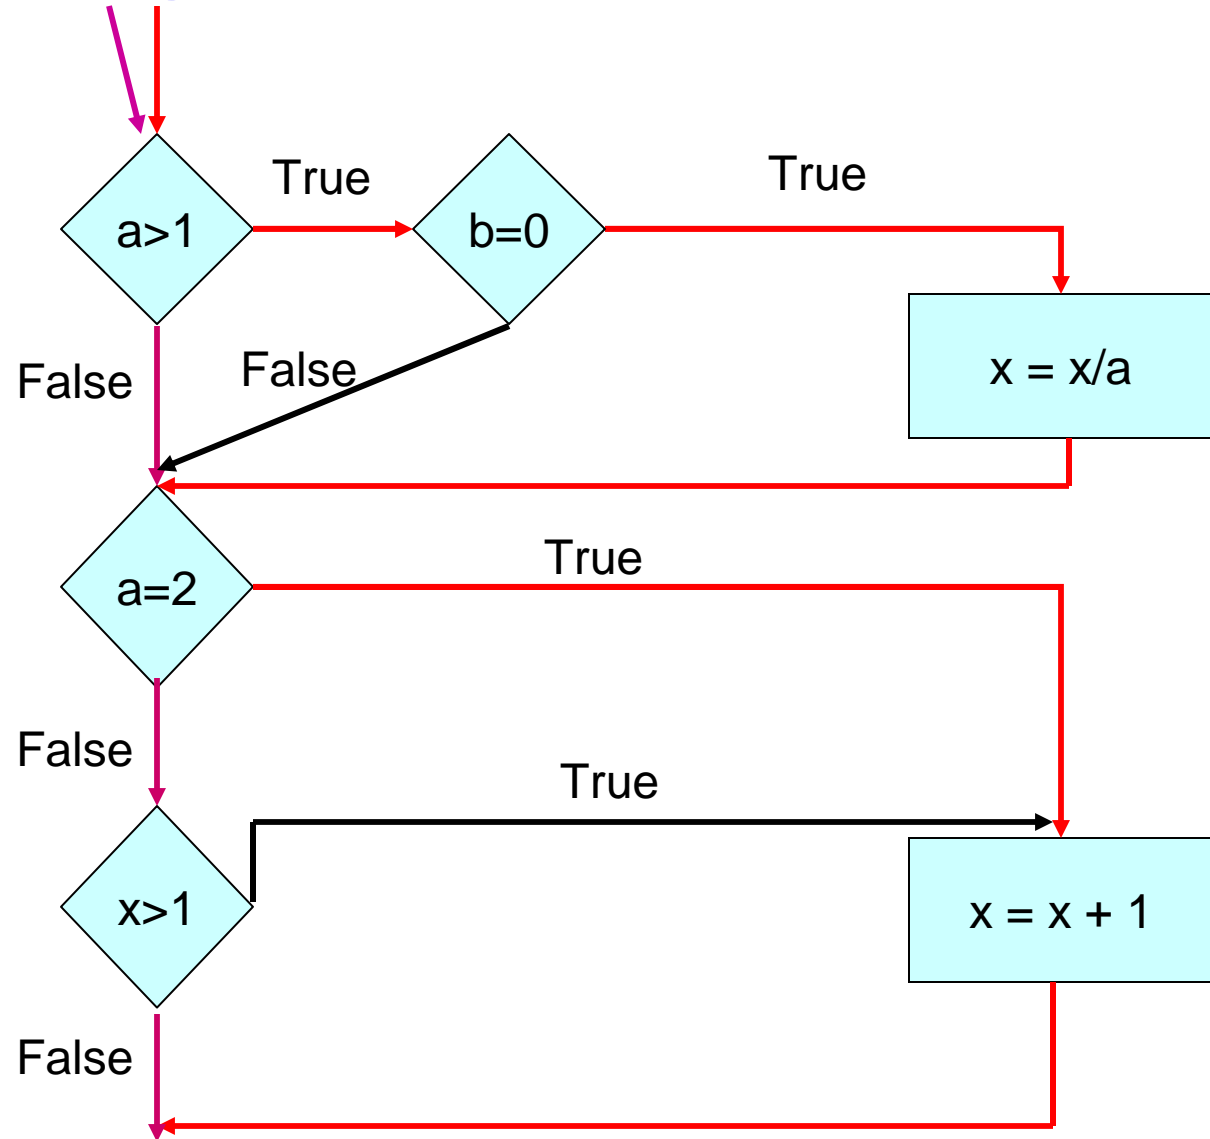 True
True
a>1
b=0
False
False
x = x/a
True
a=2
False
True
x>1
x = x + 1
False